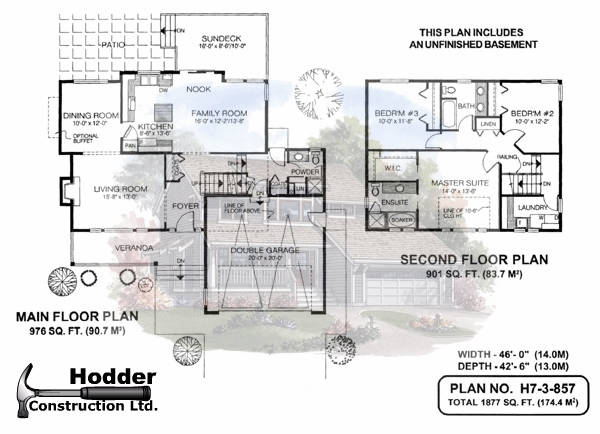 THIS PLAN INCLUDES
AN UNFINISHED BASEMENT
PATIO
DN
SUNDECK
16'-0" x 8'-6"/10'-0"
DW
NOOK
DINING ROOM
10'-0" x 12'-0"
OPTIONAL
BUFFET
KITCHEN
8'-6" x 13'-6"
PAN
FAMILY ROOM
16'-0" x 12'-2"/13'-8"
LIVING ROOM
15'-8" x 13'-0"
FOYER
UP
DN
POWDER
LINE OF
FLOOR ABOVE
DN
DOUBLE GARAGE
20'-0" x 20'-0"
VERANDA
DN
MAIN FLOOR PLAN
976 SQ. FT. (90.7 M²)
BEDR'M #3
10'-0" x 11'-8"
BATH
LINEN
BEDR'M #2
10'-0" x 12'-2"
RAILING
DN
W.I.C.
MASTER SUITE
14'-0" x 13'-6"
LINE OF 10'-6"
CLG HT
ENSUITE
SOAKER
LAUNDRY
W
D
SECOND FLOOR PLAN
901 SQ. FT. (83.7 M²)
WIDTH - 46'- 0" (14.0M)
DEPTH - 42'- 6" (13.0M)
PLAN NO. H7-3-857
TOTAL 1877 SQ. FT. (174.4 M²)
Hodder
Construction Ltd.